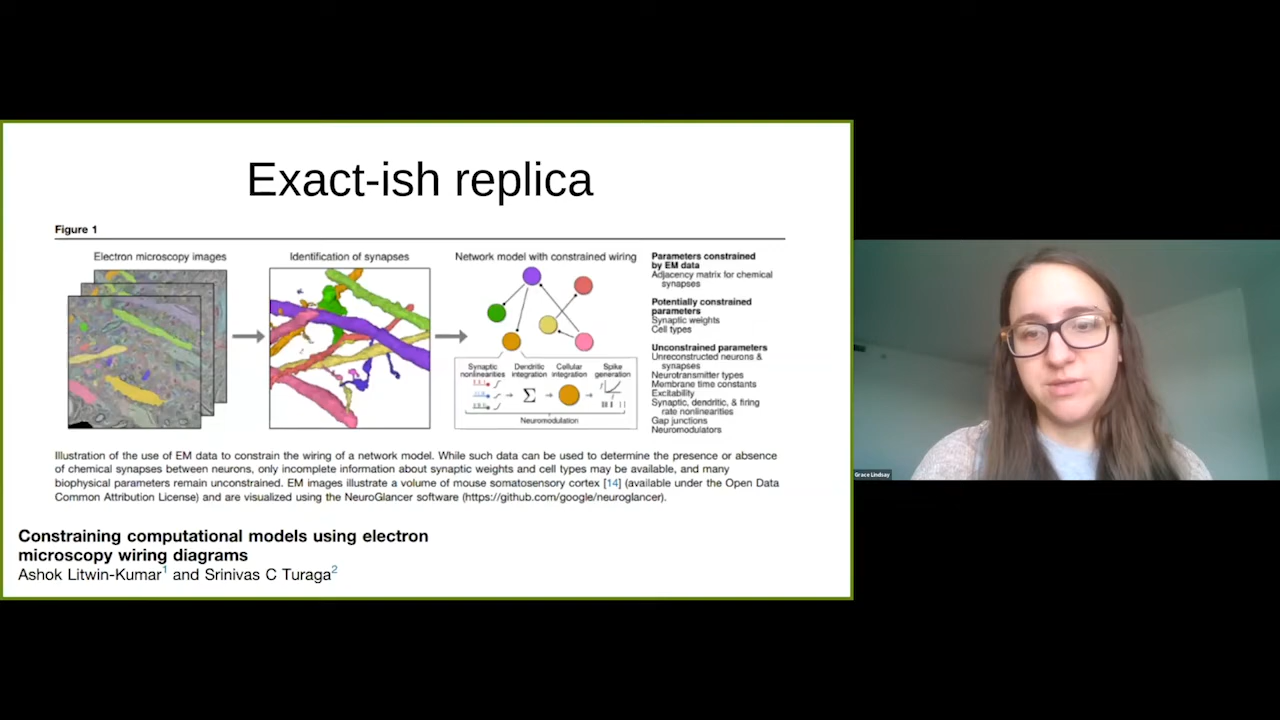 Exact-ish replica
Figure 1
Electron microscopy images
Identification of synapses
Network model with constrained wiring
Synaptic
nonlinearities
Dendritic
integration
Cellular
integration
Spike
generation
Σ
Neuromodulation
Parameters constrained
by EM data
Adjacency matrix for chemical
synapses
Potentially constrained
parameters
Synaptic weights
Cell types
Unconstrained parameters
Unreconstructed neurons &
synapses
Neurotransmitter types
Membrane time constants
Excitability
Synaptic, dendritic, & firing
rate nonlinearities
Gap junctions
Neuromodulators
Illustration of the use of EM data to constrain the wiring of a network model. While such data can be used to determine the presence or absence
of chemical synapses between neurons, only incomplete information about synaptic weights and cell types may be available, and many
biophysical parameters remain unconstrained. EM images illustrate a volume of mouse somatosensory cortex [14] (available under the Open Data
Common Attribution License) and are visualized using the NeuroGlancer software (https://github.com/google/neuroglancer).
Constraining computational models using electron
microscopy wiring diagrams
Ashok Litwin-Kumar1 and Srinivas C Turaga2
Grace Lindsay